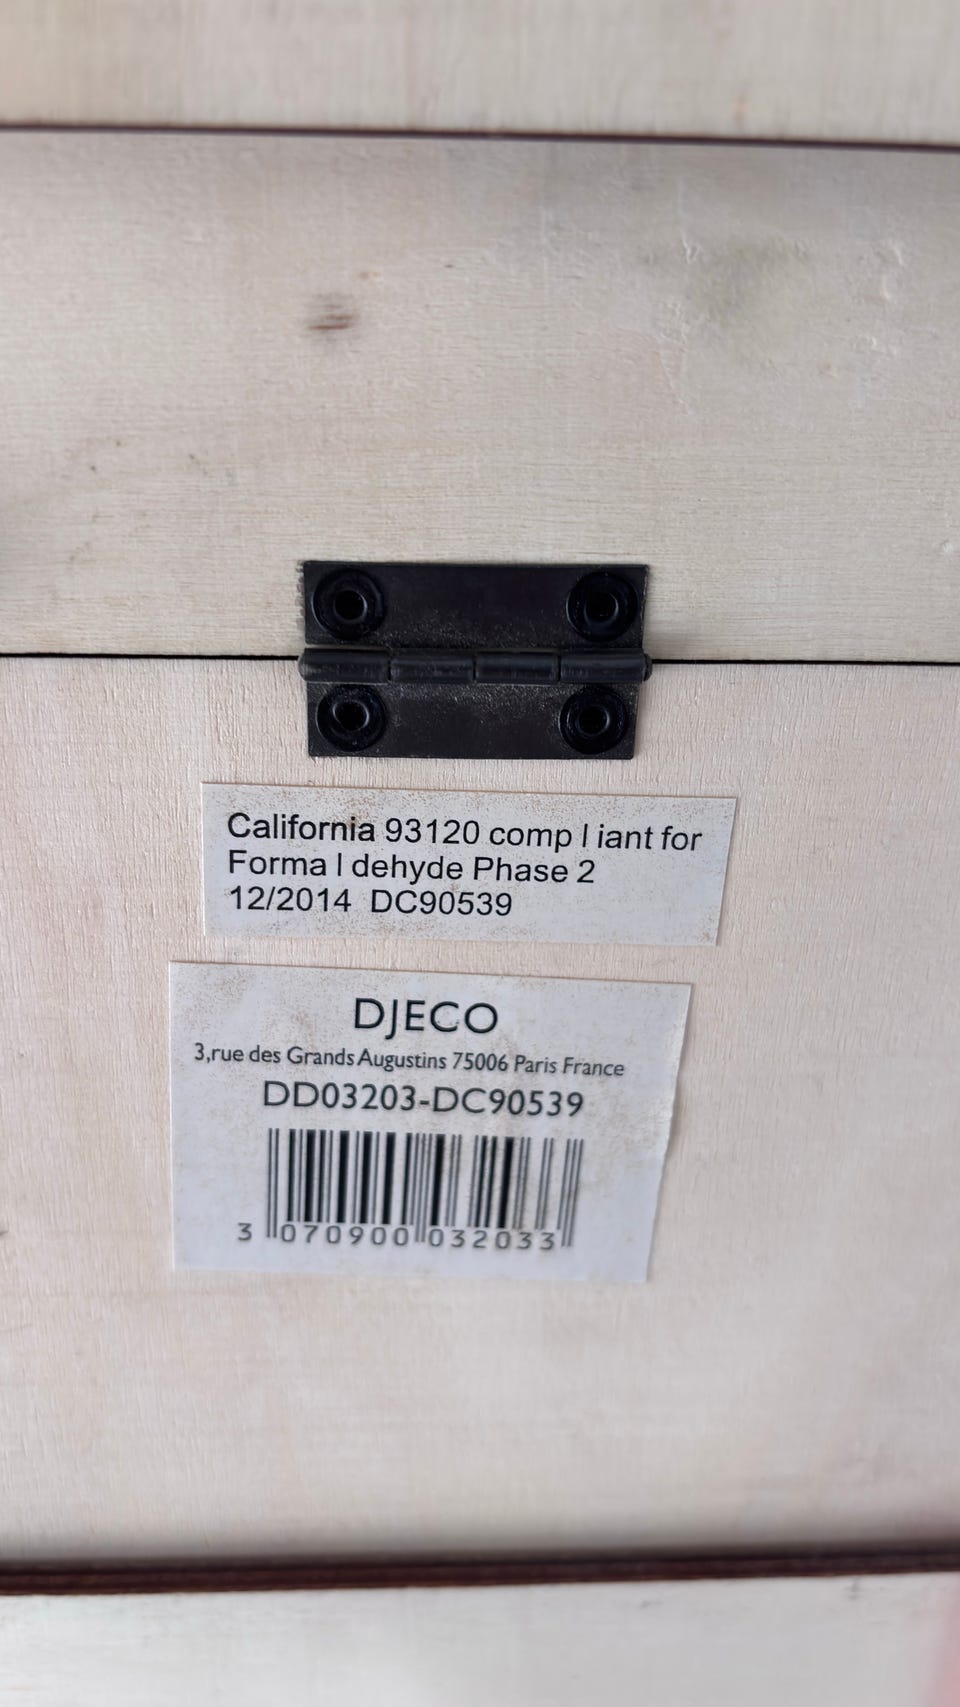 California 93120 comp l iant for
Forma l dehyde Phase 2
12/2014 DC90539
DJECO
3,rue des Grands Augustins 75006 Paris France
DD03203-DC90539
3 070900 032033